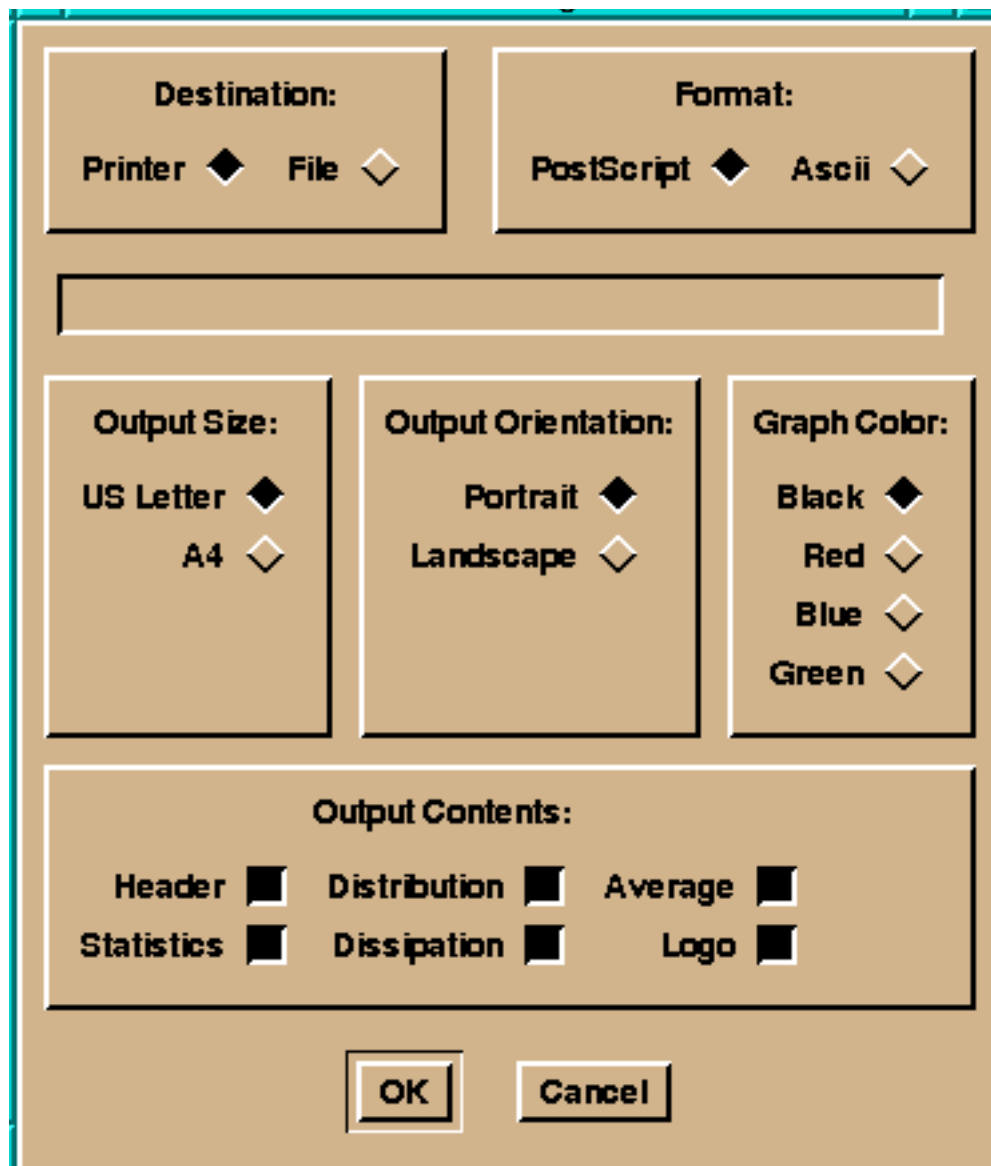 Destination:
Printer File
Format:
PostScript Ascii
Output Size:
US Letter
A4
Output Orientation:
Portrait
Landscape
Graph Color:
Black
Red
Blue
Green
Output Contents:
Header Distribution Average
Statistics Dissipation Logo
OK Cancel